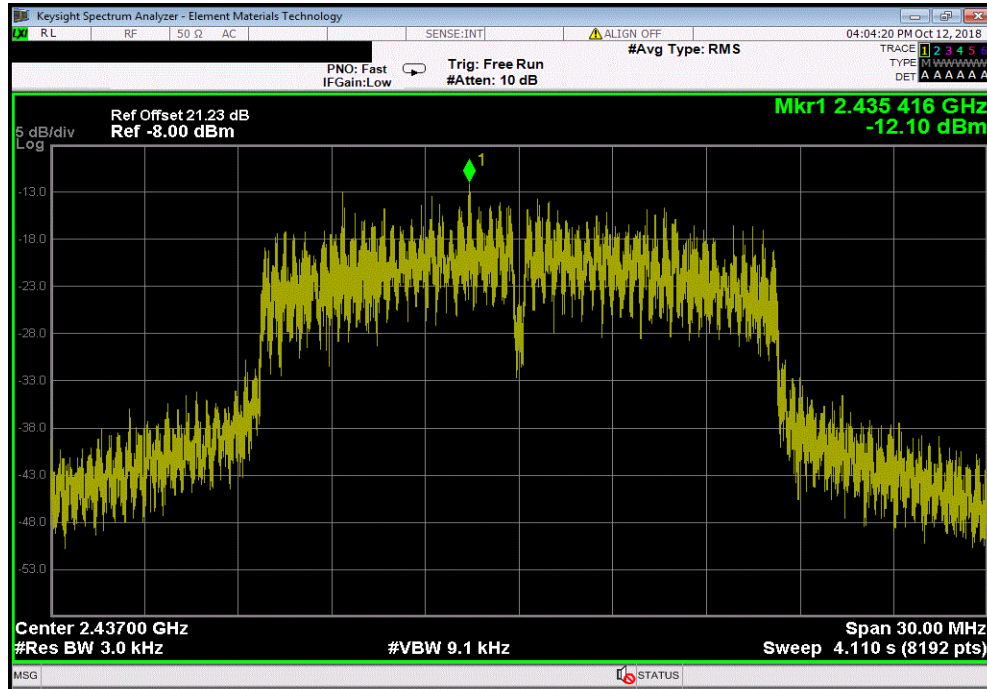 Keysight Spectrum Analyzer - Element Materials Technology
LXI RL RF 50 Ω AC SENSE:INT ALIGN OFF 04:04:20 PM Oct 12, 2018
#Avg Type: RMS TRACE 1 2 3 4 5 6
PNO: Fast Trig: Free Run TYPE M W W W W W
IFGain:Low #Atten: 10 dB DET A A A A A A
Mkr1 2.435 416 GHz
Ref Offset 21.23 dB -12.10 dBm
5 dB/div Ref -8.00 dBm
Log
1
-13.0
-18.0
-23.0
-28.0
-33.0
-38.0
-43.0
-48.0
-53.0
Center 2.43700 GHz Span 30.00 MHz
#Res BW 3.0 kHz #VBW 9.1 kHz Sweep 4.110 s (8192 pts)
MSG STATUS